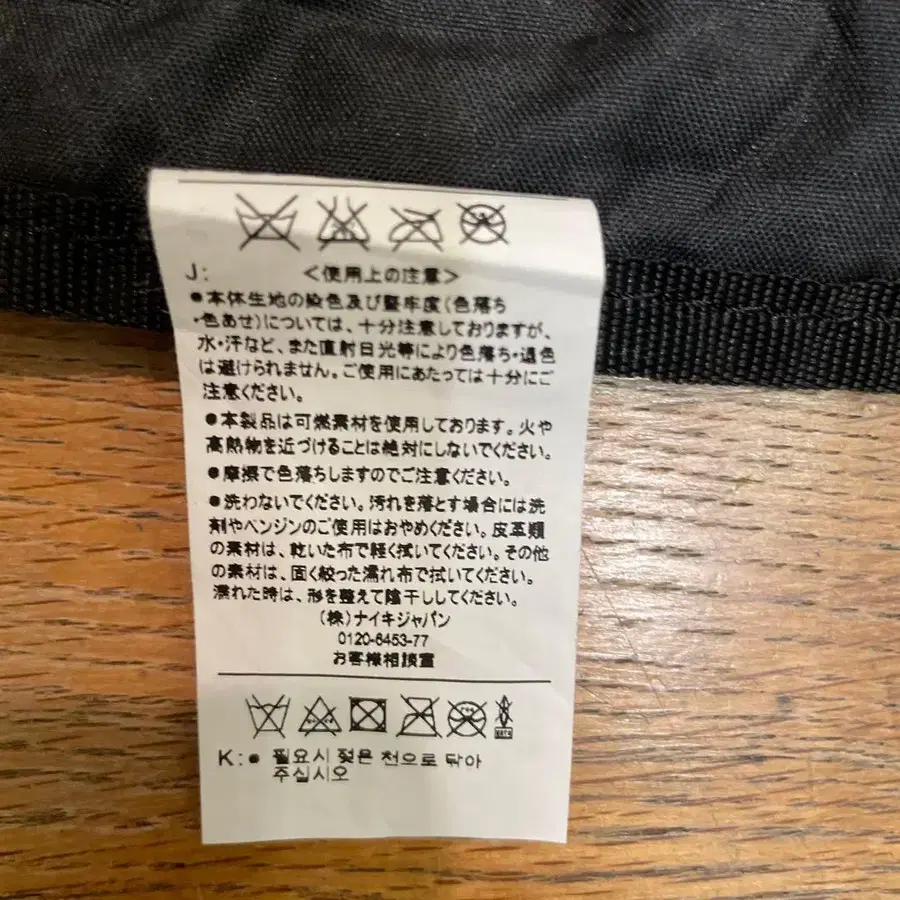 J: <使用上の注意>
●本体生地の染色及び堅牢度(色落ち
・色あせ)については、十分注意しておりますが、
水・汗など、また直射日光等により色落ち・退色
は避けられません。ご使用にあたっては十分にご
注意ください。
●本製品は可燃素材を使用しております。火や
高熱物を近づけることは絶対にしないでください。
●摩擦で色落ちしますのでご注意ください。
●洗わないでください。汚れを落とす場合には洗
剤やベンジンのご使用はおやめください。皮革類
の素材は、乾いた布で軽く拭いてください。その他
の素材は、固く絞った濡れ布で拭いてください。
濡れた時は、形を整えて陰干ししてください。
(株)ナイキジャパン
0120-6453-77
お客様相談室
K:● 필요시 젖은 천으로 닦아
주십시오